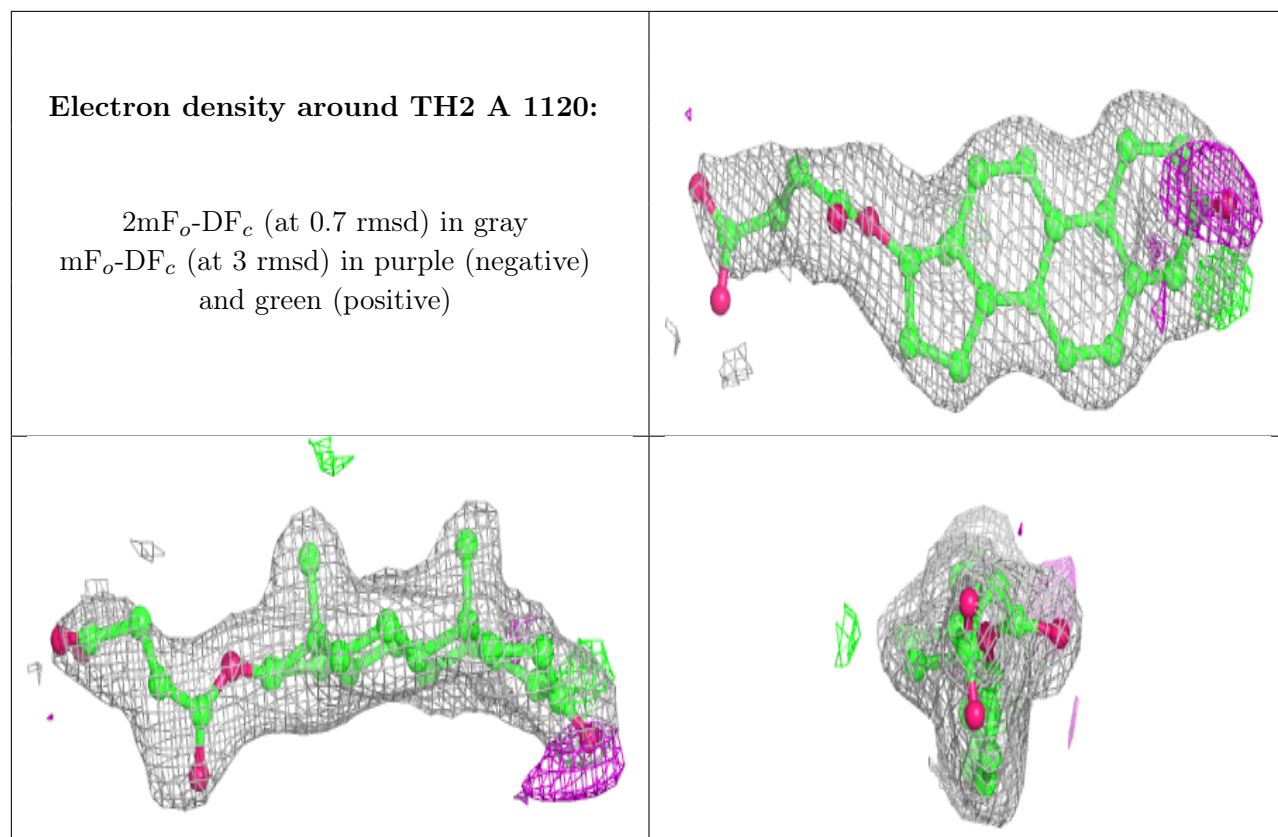 Electron density around TH2 A 1120:
2mFo-DFc (at 0.7 rmsd) in gray
mFo-DFc (at 3 rmsd) in purple (negative)
and green (positive)